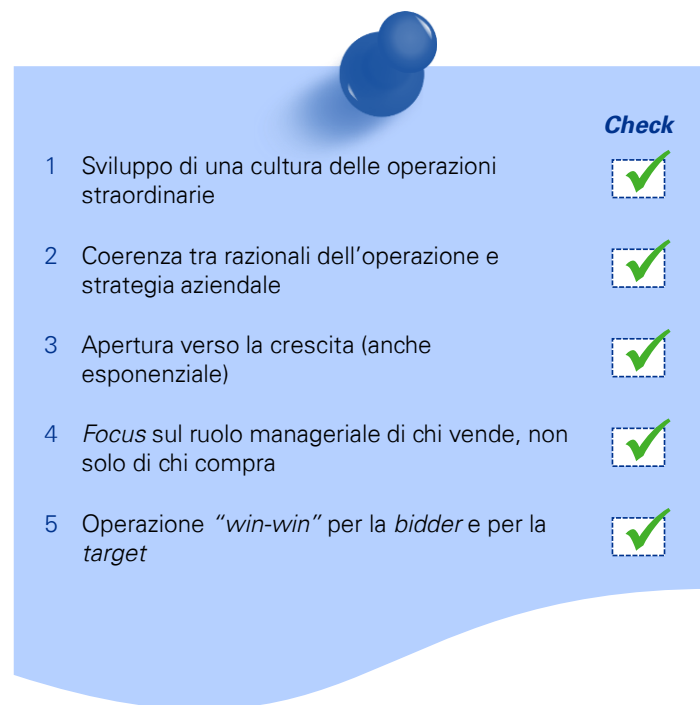 Check
1 Sviluppo di una cultura delle operazioni
straordinarie
2 Coerenza tra razionali dell’operazione e
strategia aziendale
3 Apertura verso la crescita (anche
esponenziale)
4 Focus sul ruolo manageriale di chi vende, non
solo di chi compra
5 Operazione “win-win” per la bidder e per la
target